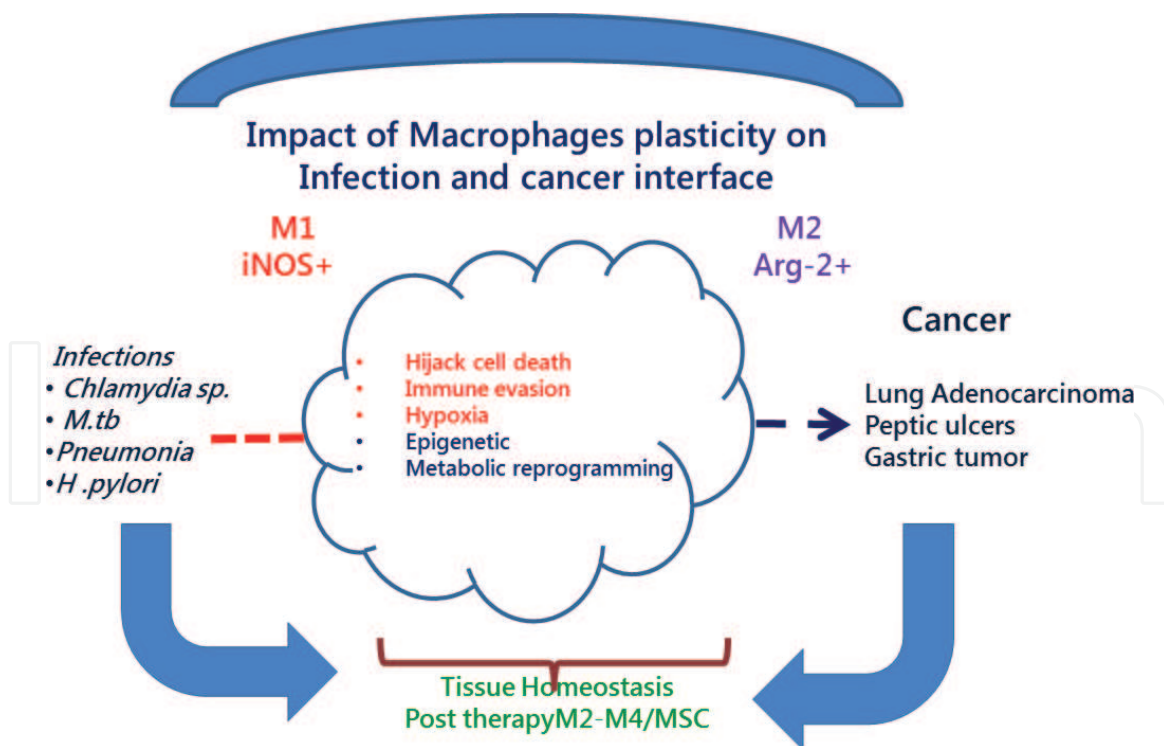 Impact of Macrophages plasticity on
Infection and cancer interface
M1
iNOS+
M2
Arg-2+
Infections
• Chlamydia sp.
• M.tb
•Pneumonia
•H .pylori
• Hijack cell death
• Immune evasion
• Hypoxia
• Epigenetic
• Metabolic reprogramming
Cancer
Lung Adenocarcinoma
Peptic ulcers
Gastric tumor
Tissue Homeostasis
Post therapyM2-M4/MSC